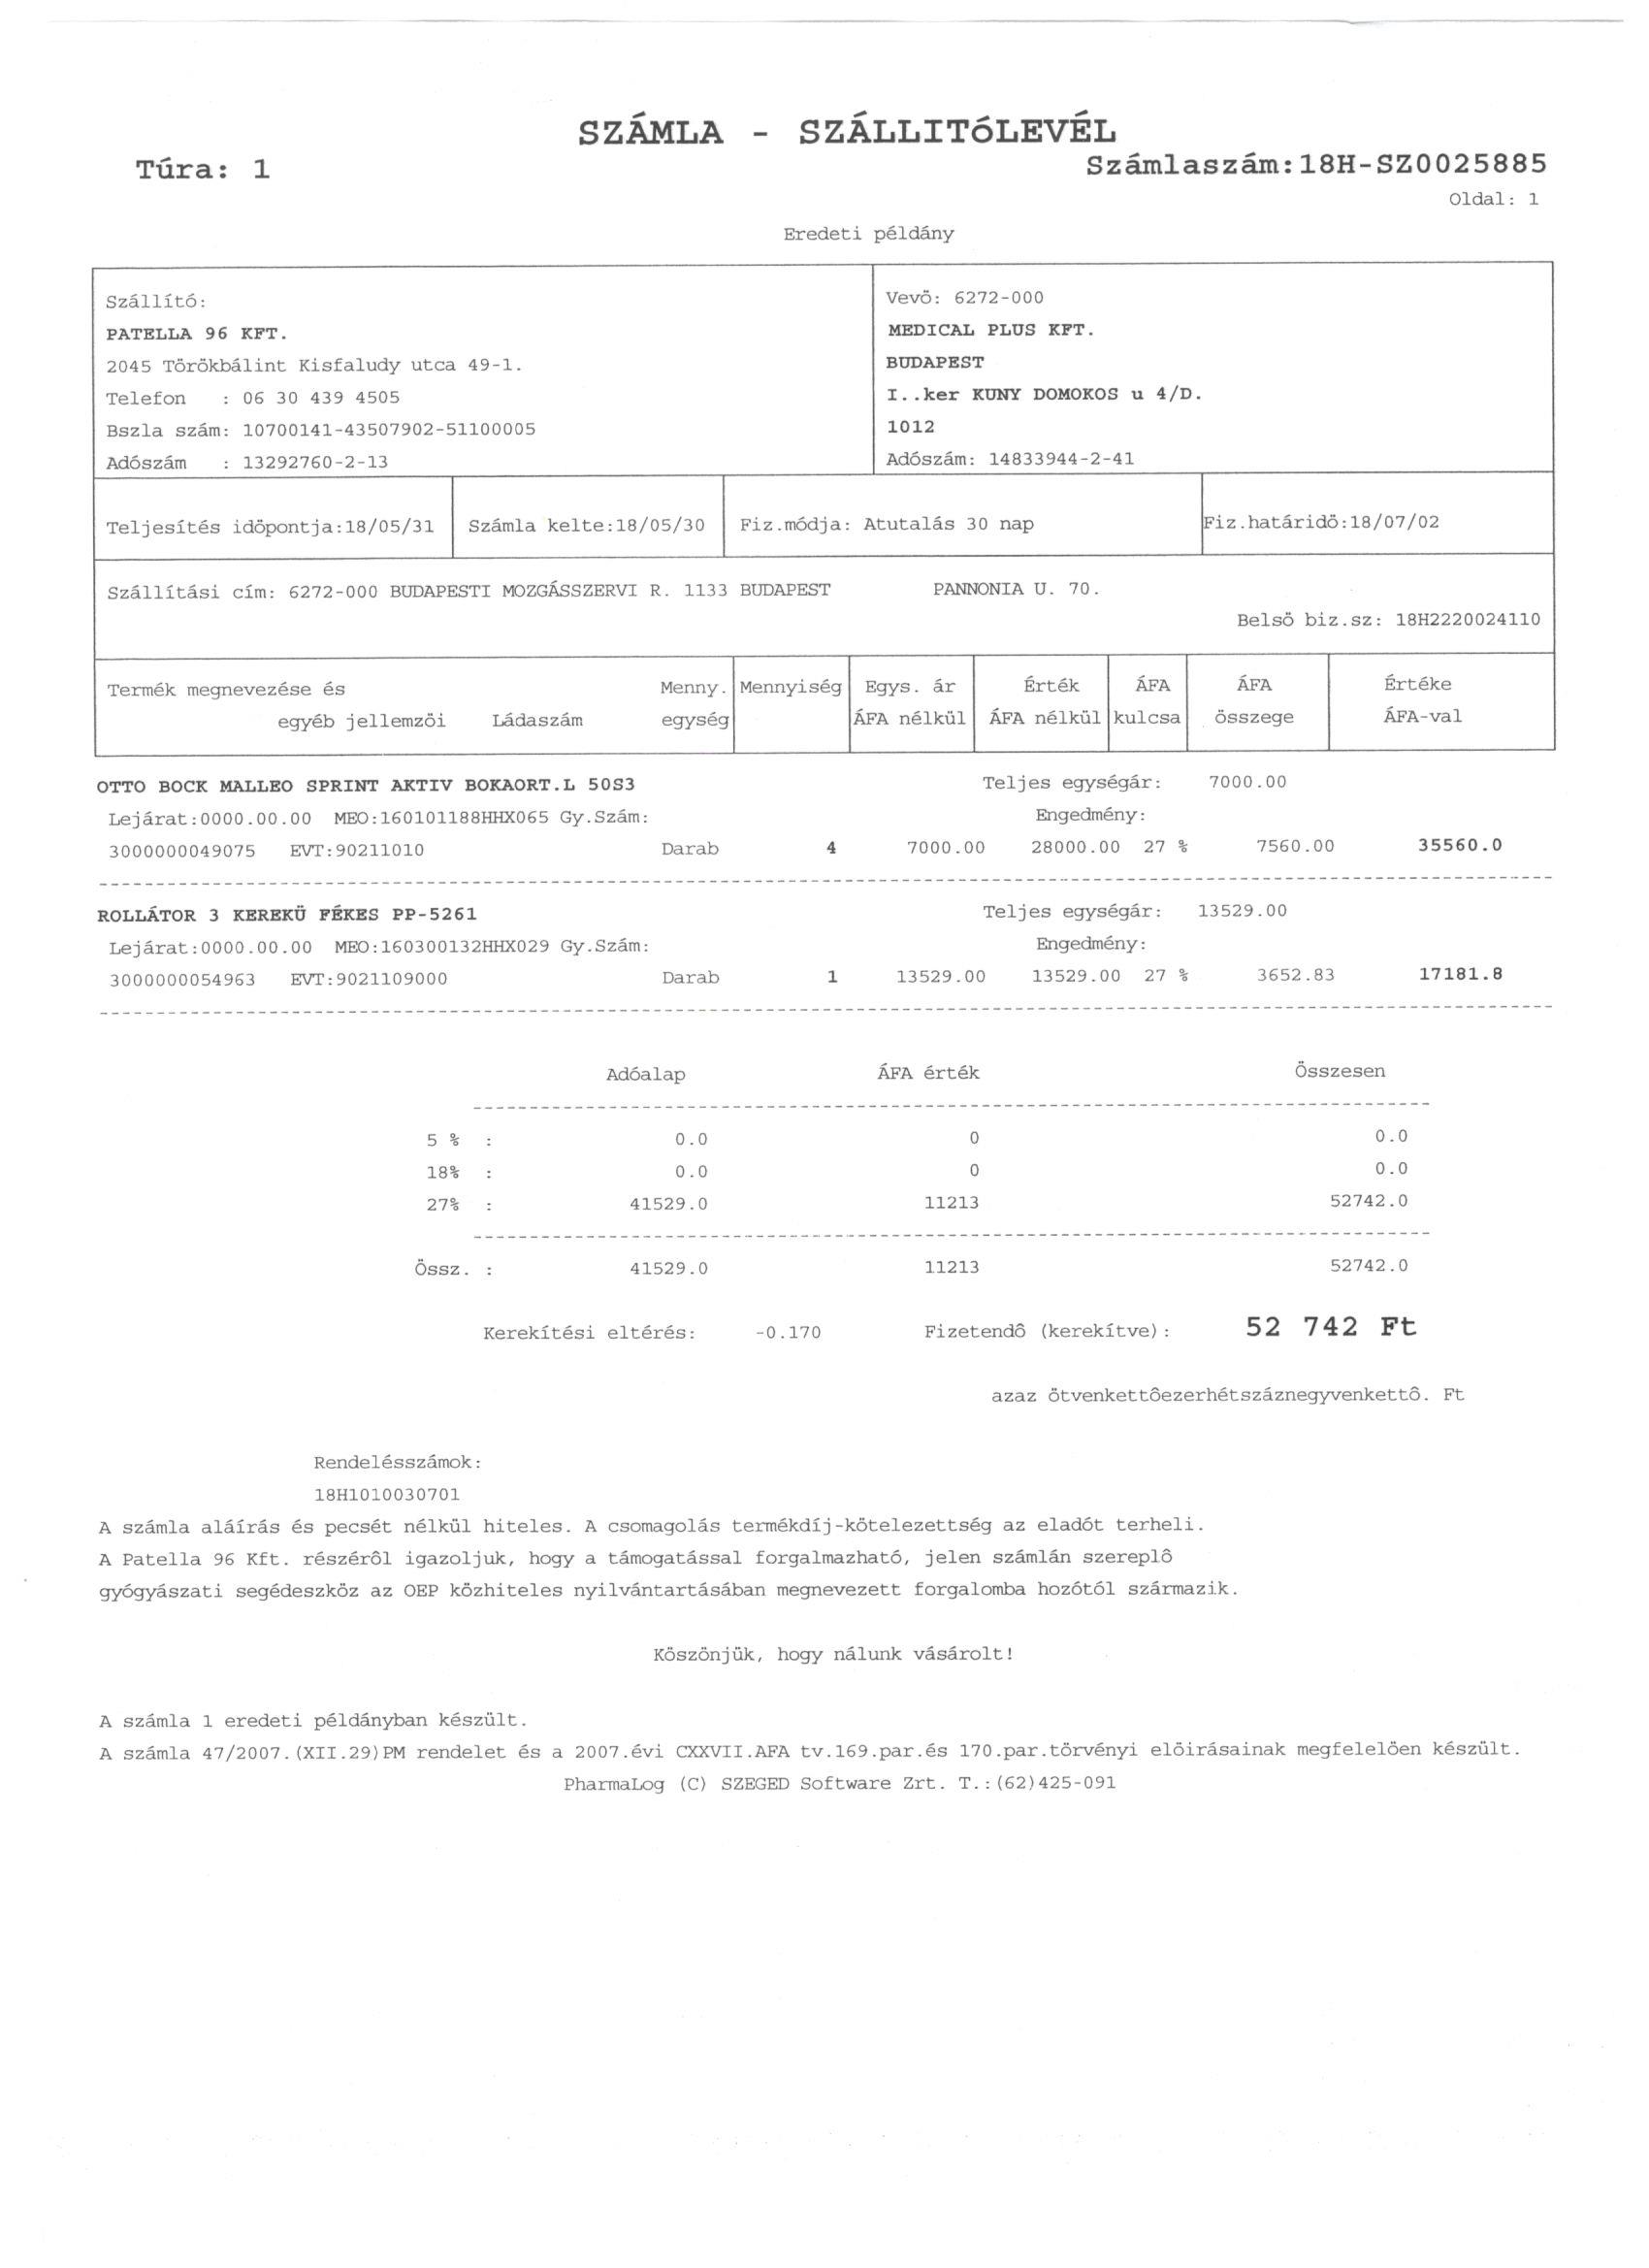 SZÁMLA - SZÁLLITóLEVÉL
Túra: 1
Számlaszám:18H-SZ0025885
Oldal: 1
Eredeti példány
Szállító:
PATELLA 96 KFT.
2045 Törökbálint Kisfaludy utca 49-1.
Telefon : 06 30 439 4505
Bszla szám: 10700141-43507902-51100005
Adószám : 13292760-2-13
Vevö: 6272-000
MEDICAL PLUS KFT.
BUDAPEST
I..ker KUNY DOMOKOS u 4/D.
1012
Adószám: 14833944-2-41
Teljesítés idöpontja:18/05/31 Számla kelte:18/05/30 Fiz.módja: Atutalás 30 nap Fiz.határidö:18/07/02
Szállítási cím: 6272-000 BUDAPESTI MOZGÁSSZERVI R. 1133 BUDAPEST PANNONIA U. 70.
Belsö biz.sz: 18H2220024110
Termék megnevezése és Menny. Mennyiség Egys. ár Érték ÁFA ÁFA Értéke
egyéb jellemzöi Ládaszám egység ÁFA nélkül ÁFA nélkül kulcsa összege ÁFA-val
OTTO BOCK MALLEO SPRINT AKTIV BOKAORT.L 50S3 Teljes egységár: 7000.00
Lejárat:0000.00.00 MEO:160101188HHX065 Gy.Szám: Engedmény:
3000000049075 EVT:90211010 Darab 4 7000.00 28000.00 27 % 7560.00 35560.0
ROLLÁTOR 3 KEREKÜ FÉKES PP-5261 Teljes egységár: 13529.00
Lejárat:0000.00.00 MEO:160300132HHX029 Gy.Szám: Engedmény:
3000000054963 EVT:9021109000 Darab 1 13529.00 13529.00 27 % 3652.83 17181.8
Adóalap ÁFA érték Összesen
5 % : 0.0 0 0.0
18% : 0.0 0 0.0
27% : 41529.0 11213 52742.0
Össz. : 41529.0 11213 52742.0
Kerekítési eltérés: -0.170 Fizetendô (kerekítve): 52 742 Ft
azaz ötvenkettôezerhétszáznegyvenkettô. Ft
Rendelésszámok:
18H1010030701
A számla aláírás és pecsét nélkül hiteles. A csomagolás termékdíj-kötelezettség az eladót terheli.
A Patella 96 Kft. részérôl igazoljuk, hogy a támogatással forgalmazható, jelen számlán szereplô
gyógyászati segédeszköz az OEP közhiteles nyilvántartásában megnevezett forgalomba hozótól származik.
Köszönjük, hogy nálunk vásárolt!
A számla 1 eredeti példányban készült.
A számla 47/2007.(XII.29)PM rendelet és a 2007.évi CXXVII.AFA tv.169.par.és 170.par.törvényi elöirásainak megfelelöen készült.
PharmaLog (C) SZEGED Software Zrt. T.:(62)425-091